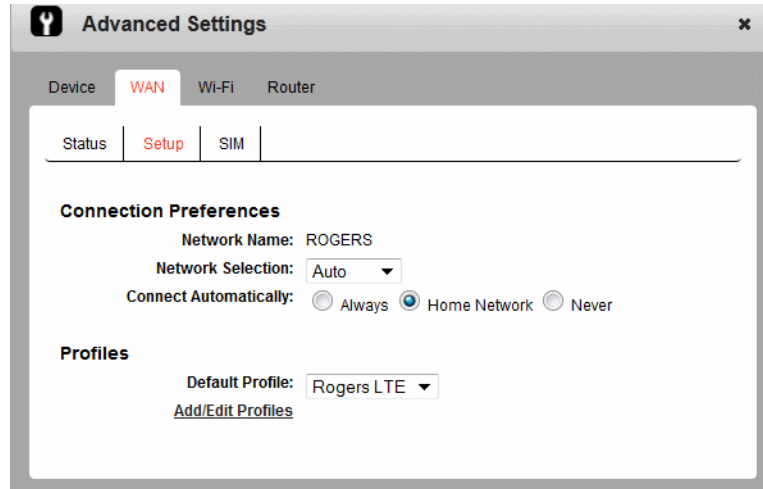 Advanced Settings
Device WAN Wi-Fi Router
Status Setup SIM
Connection Preferences
Network Name: ROGERS
Network Selection: Auto
Connect Automatically: Always Home Network Never
Profiles
Default Profile: Rogers LTE
Add/Edit Profiles